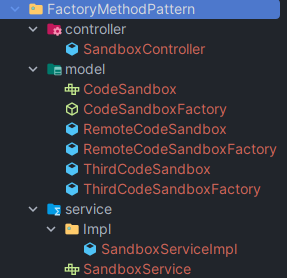 FactoryMethodPattern
controller
SandboxController
model
CodeSandbox
CodeSandboxFactory
RemoteCodeSandbox
RemoteCodeSandboxFactory
ThirdCodeSandbox
ThirdCodeSandboxFactory
service
Impl
SandboxServiceImpl
SandboxService